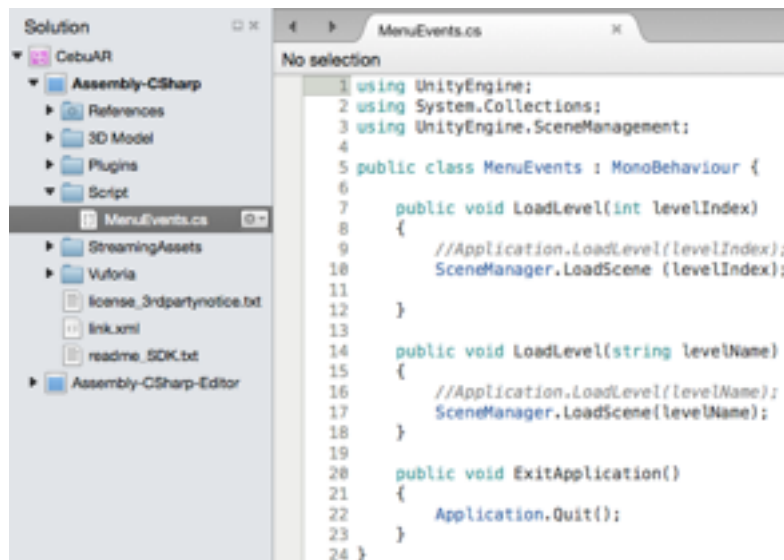 Solution
CebuAR
Assembly-CSharp
References
3D Model
Plugins
Script
MenuEvents.cs
StreamingAssets
Vuforia
license_3rdpartynotice.txt
link.xml
readme_SDK.txt
Assembly-CSharp-Editor
MenuEvents.cs
No selection
1 using UnityEngine;
2 using System.Collections;
3 using UnityEngine.SceneManagement;
4
5 public class MenuEvents : MonoBehaviour {
6
7 public void LoadLevel(int levelIndex)
8 {
9 //Application.LoadLevel(levelIndex);
10 SceneManager.LoadScene (levelIndex);
11
12 }
13
14 public void LoadLevel(string levelName)
15 {
16 //Application.LoadLevel(levelName);
17 SceneManager.LoadScene(levelName);
18 }
19
20 public void ExitApplication()
21 {
22 Application.Quit();
23 }
24 }